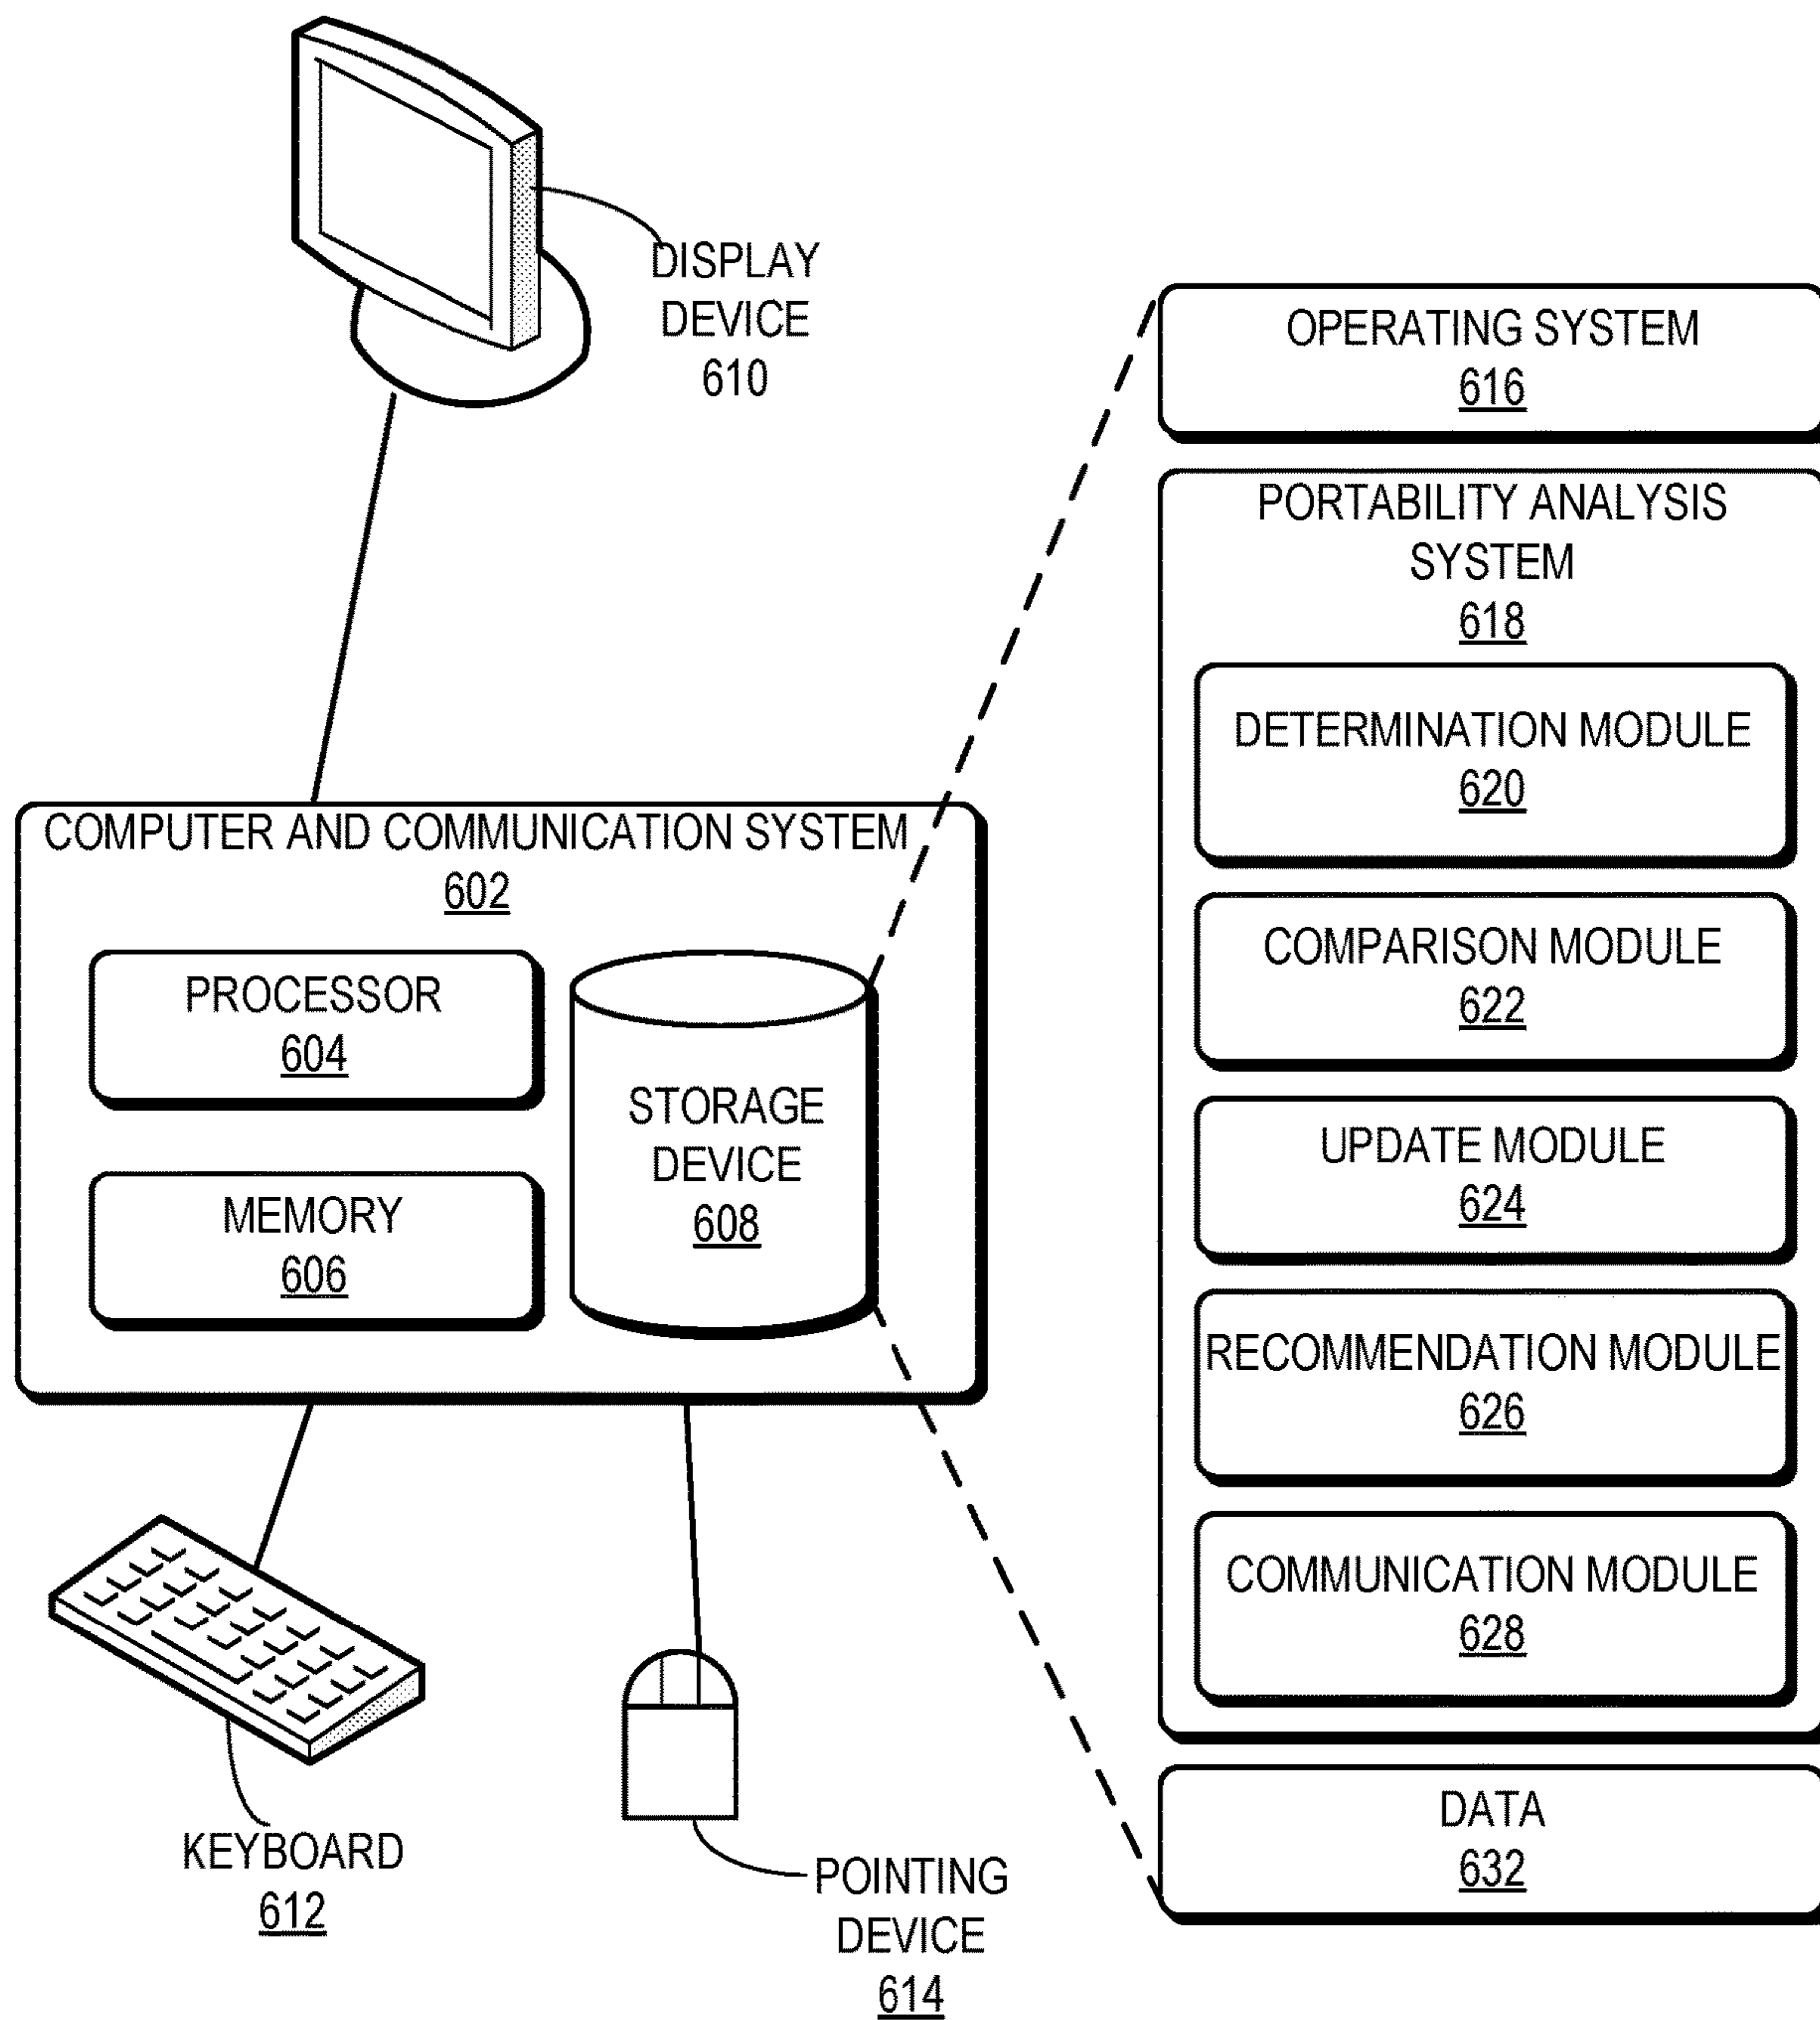 DISPLAY
DEVICE
610
COMPUTER AND COMMUNICATION SYSTEM
602
PROCESSOR
604
MEMORY
606
STORAGE
DEVICE
608
KEYBOARD
612
POINTING
DEVICE
614
OPERATING SYSTEM
616
PORTABILITY ANALYSIS
SYSTEM
618
DETERMINATION MODULE
620
COMPARISON MODULE
622
UPDATE MODULE
624
RECOMMENDATION MODULE
626
COMMUNICATION MODULE
628
DATA
632